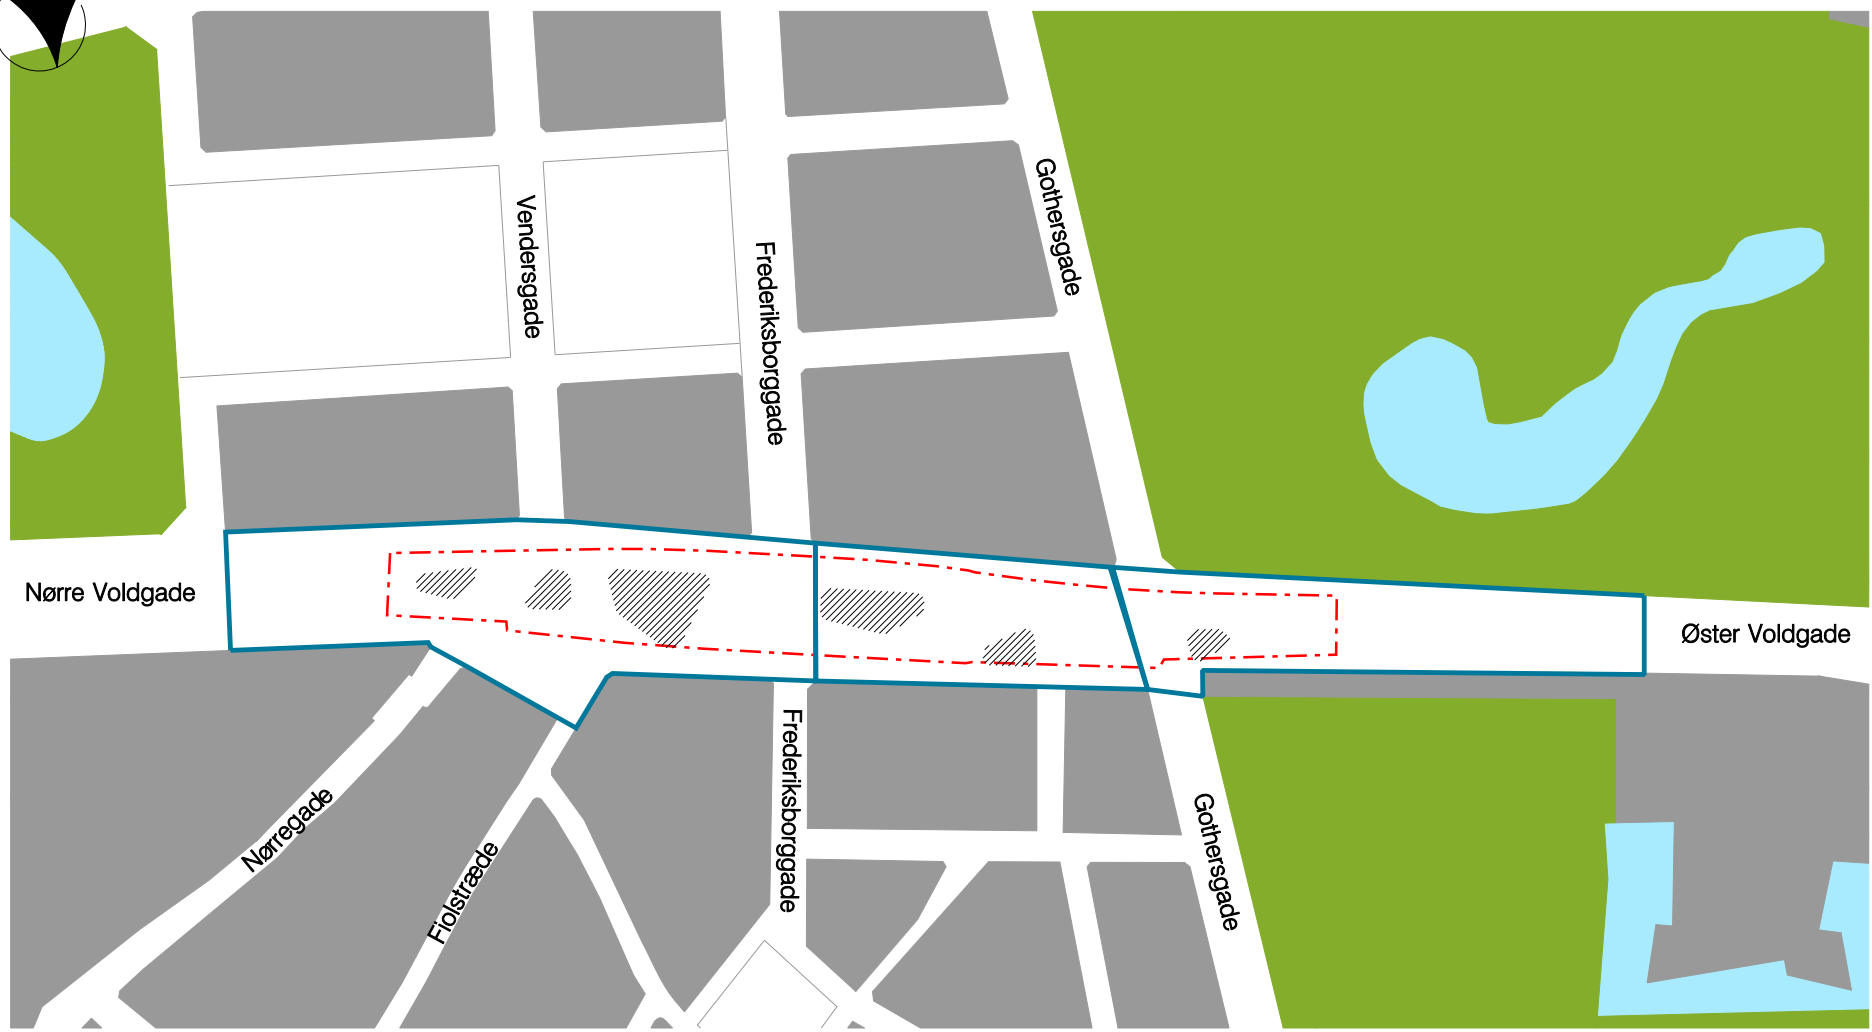 Vendersgade
Frederiksborggade
Gothersgade
Nørre Voldgade
Øster Voldgade
Nørregade
Fiolstræde
Frederiksborggade
Gothersgade